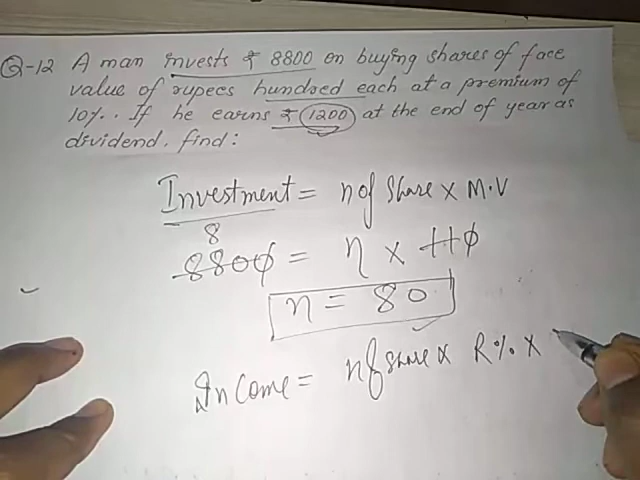 Q-12 A man invests ₹ 8800 on buying shares of face
value of rupees hundred each at a premium of
10%. If he earns ₹ 1200 at the end of year as
dividend. find:
Investment = n of share × M.V
8
8800 = n × 110
n = 80
Income = n of share × R% ×